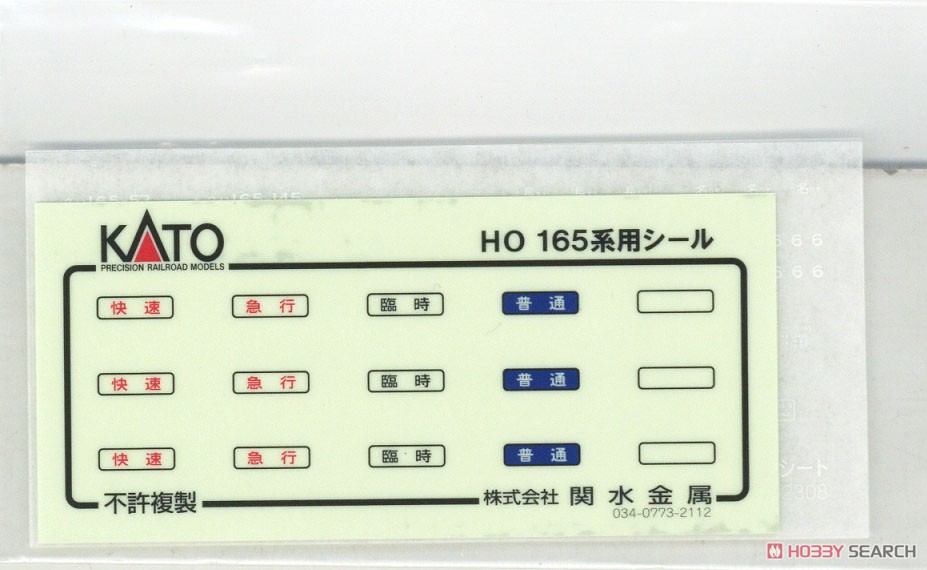 KATO
PRECISION RAILROAD MODELS
HO 165系用シール
快速 急行 臨時 普通
快速 急行 臨時 普通
快速 急行 臨時 普通
不許複製
株式会社 関水金属
034-0773-2112
HOBBY SEARCH